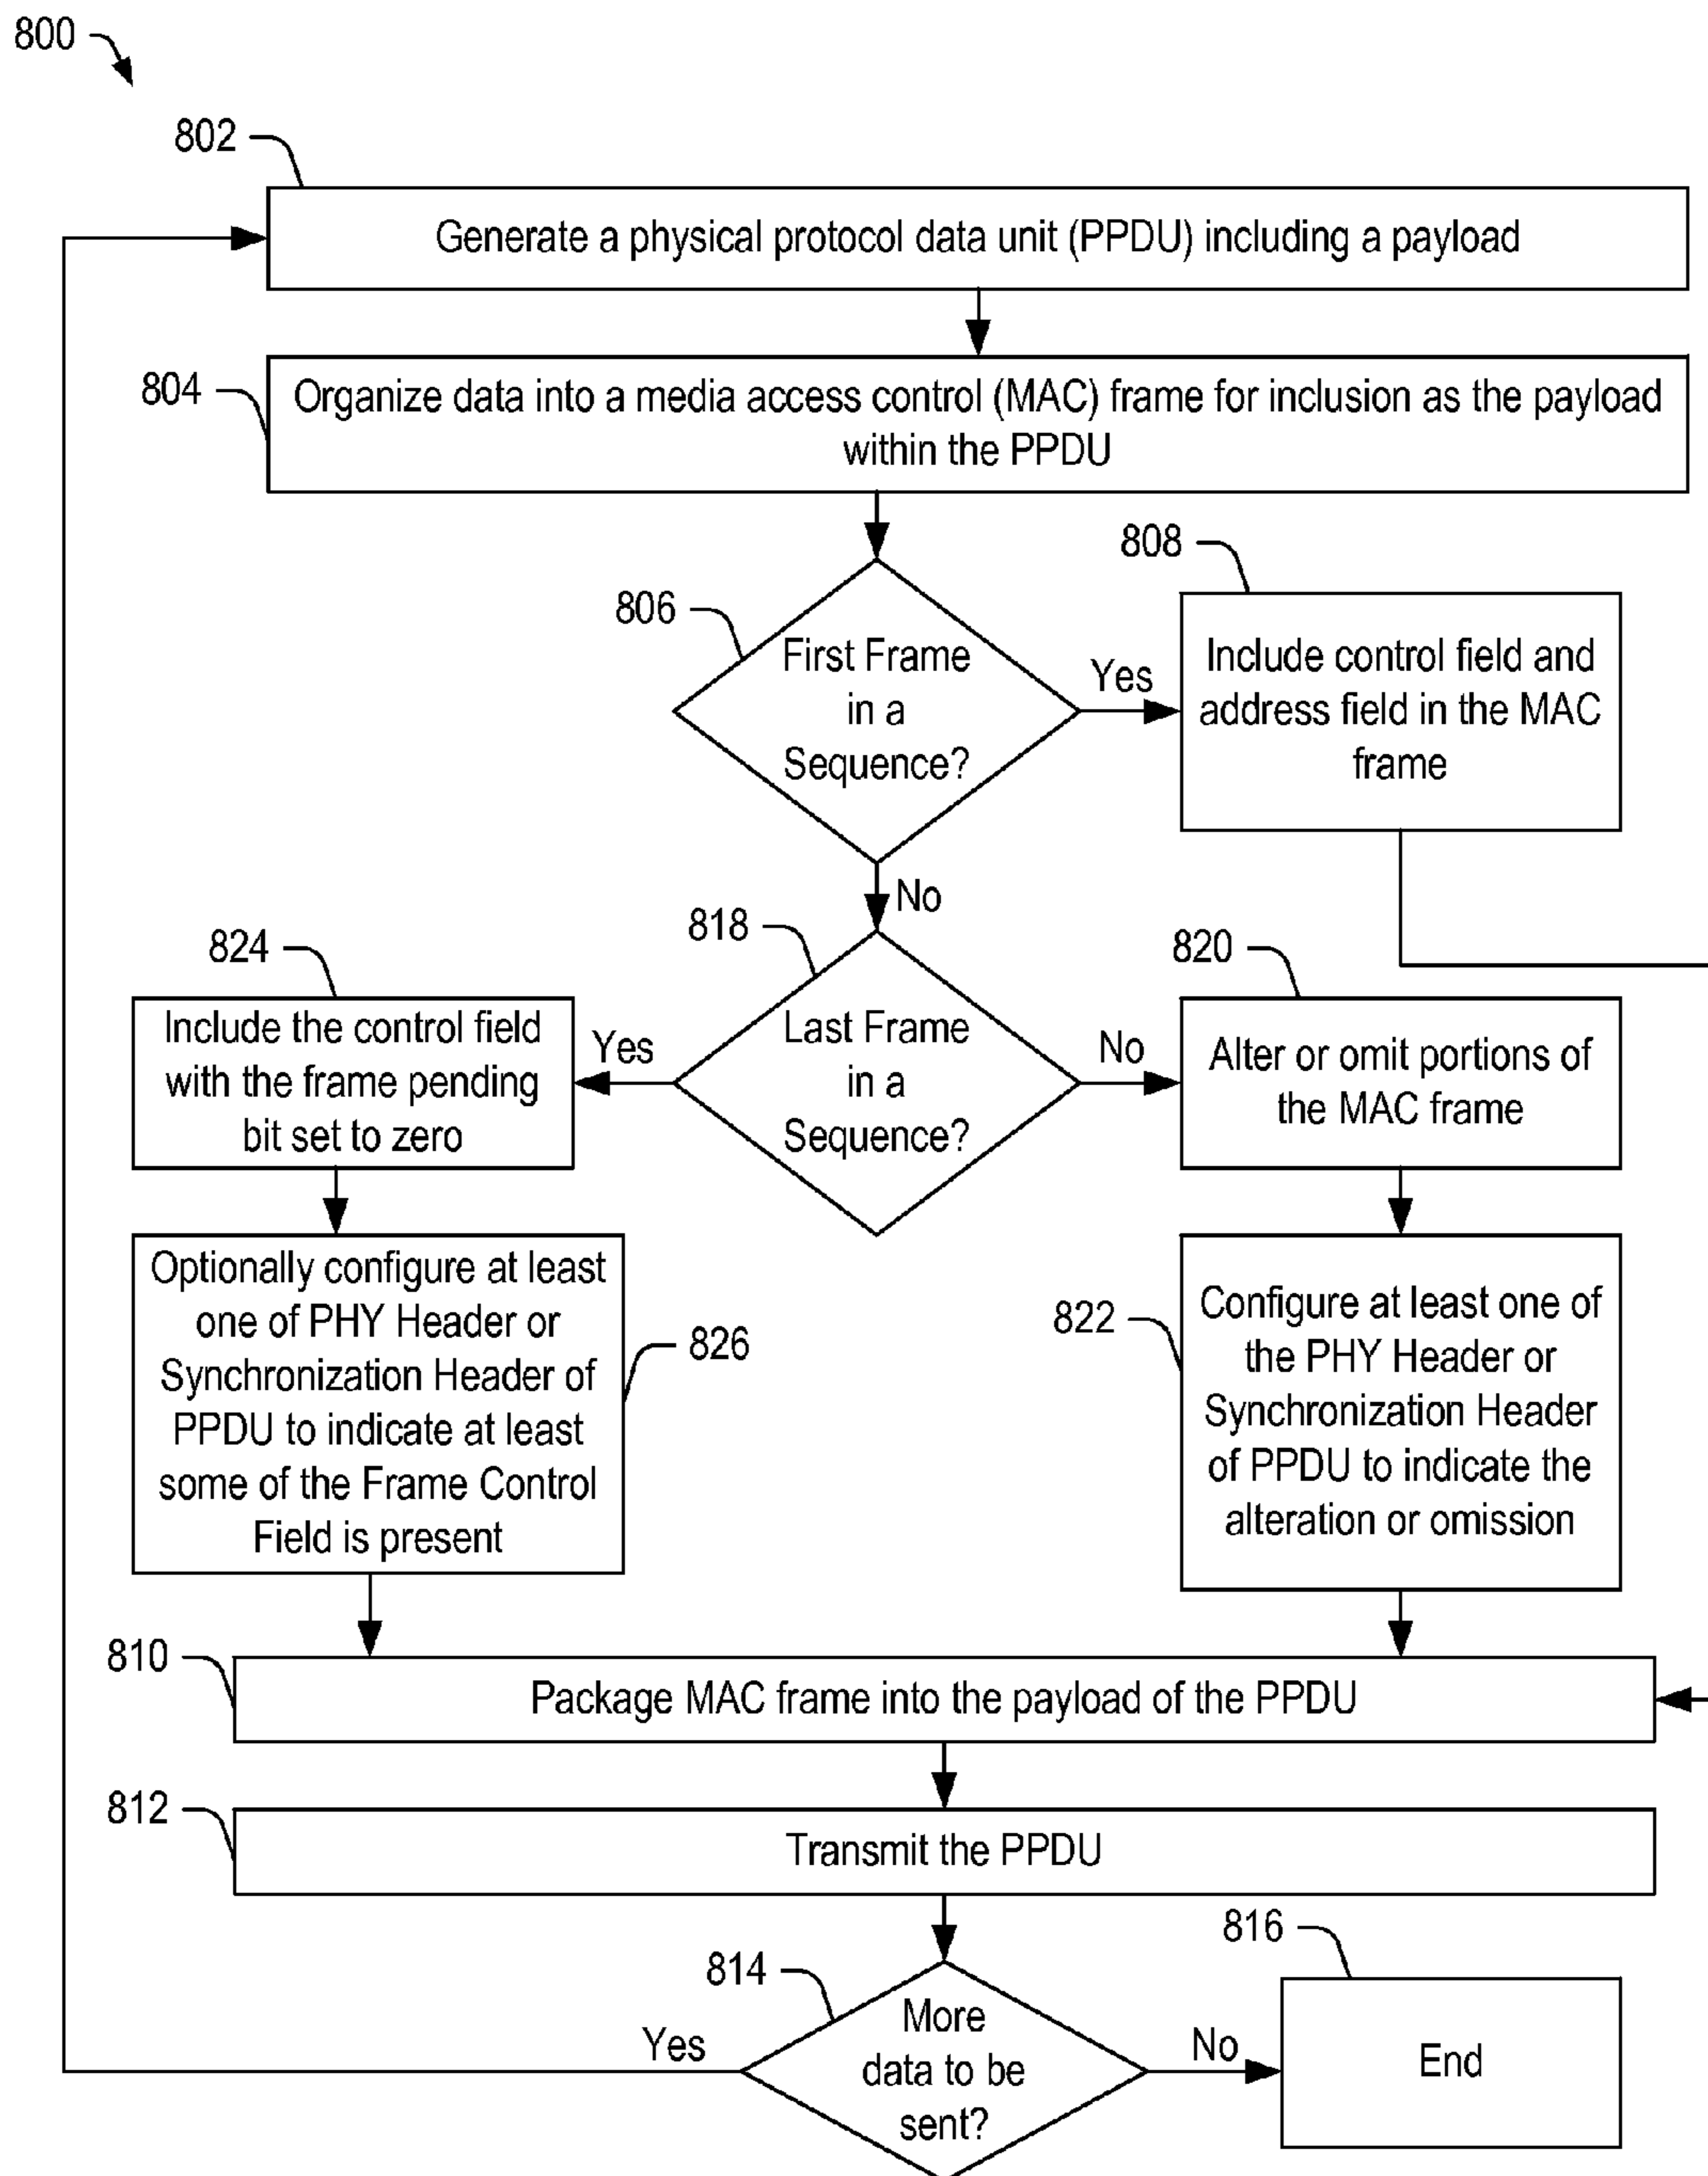 800
802
Generate a physical protocol data unit (PPDU) including a payload
804
Organize data into a media access control (MAC) frame for inclusion as the payload
within the PPDU
806
First Frame
in a
Sequence?
Yes
808
Include control field and
address field in the MAC
frame
No
818
Last Frame
in a
Sequence?
Yes
824
Include the control field
with the frame pending
bit set to zero
No
820
Alter or omit portions of
the MAC frame
Optionally configure at least
one of PHY Header or
Synchronization Header of
PPDU to indicate at least
some of the Frame Control
Field is present
826
822
Configure at least one of
the PHY Header or
Synchronization Header
of PPDU to indicate the
alteration or omission
810
Package MAC frame into the payload of the PPDU
812
Transmit the PPDU
814
More
data to be
sent?
Yes
No
816
End